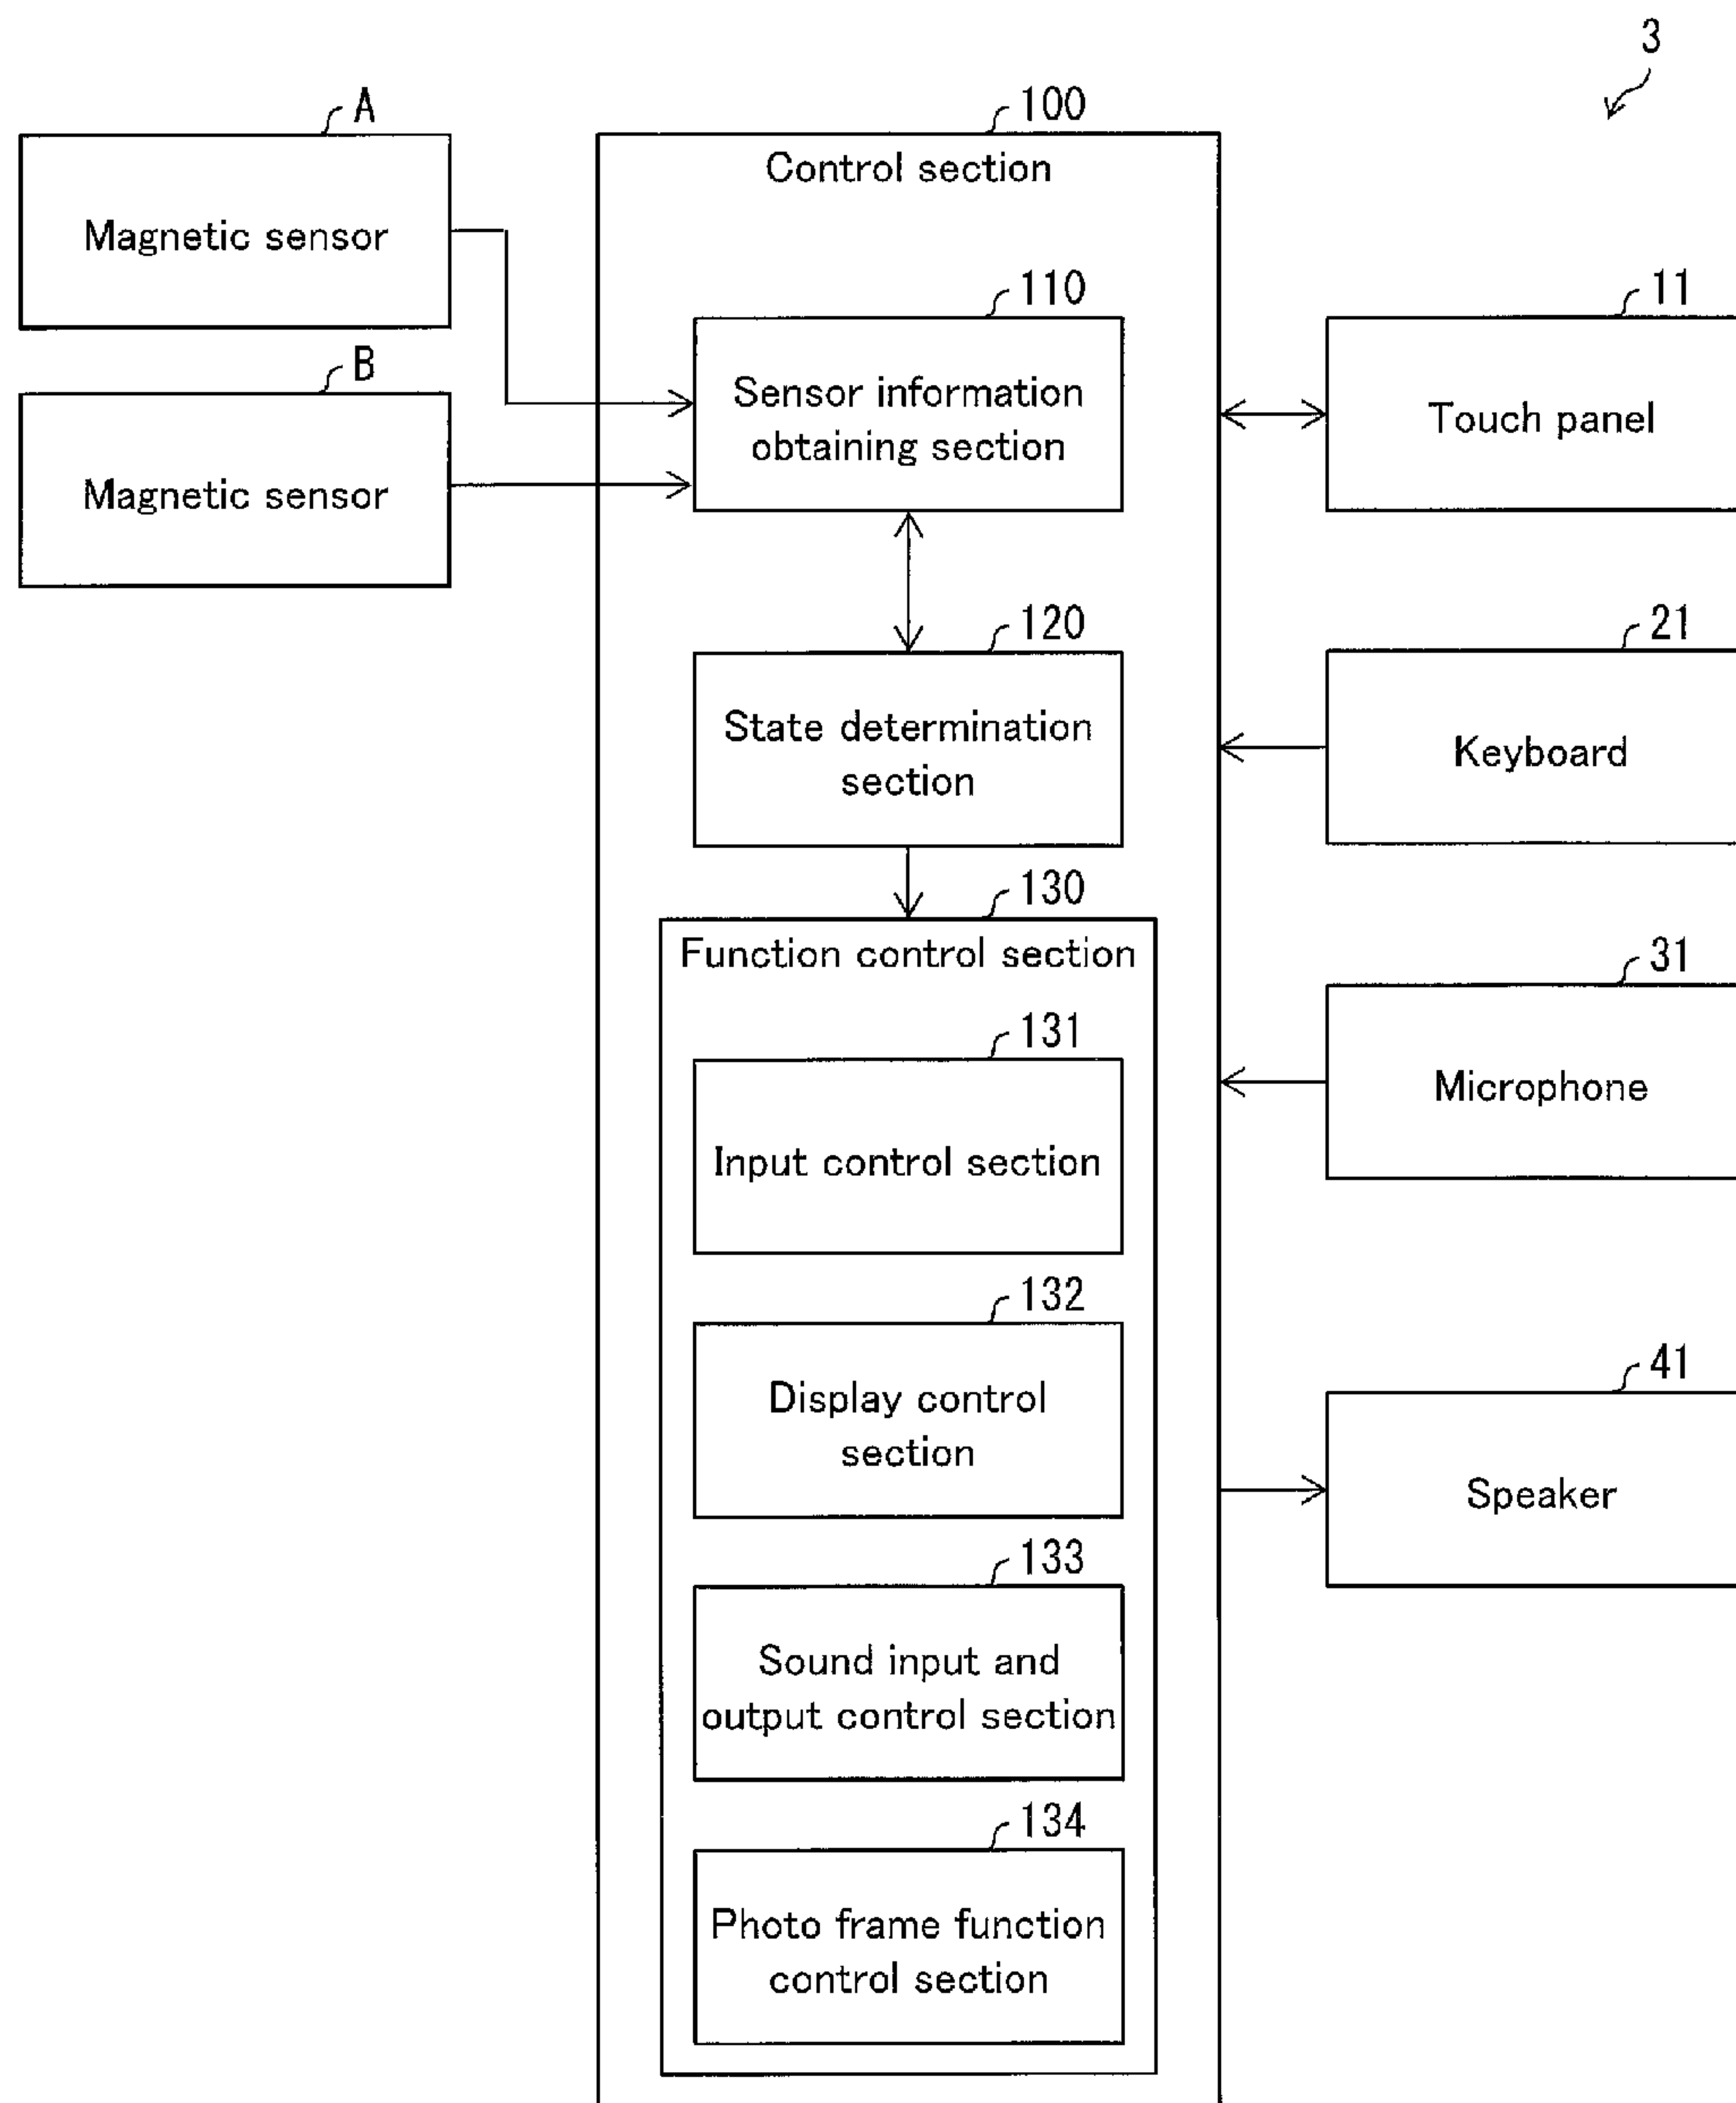 3
A
Magnetic sensor
B
Magnetic sensor
100
Control section
110
Sensor information
obtaining section
120
State determination
section
130
Function control section
131
Input control section
132
Display control
section
133
Sound input and
output control section
134
Photo frame function
control section
11
Touch panel
21
Keyboard
31
Microphone
41
Speaker